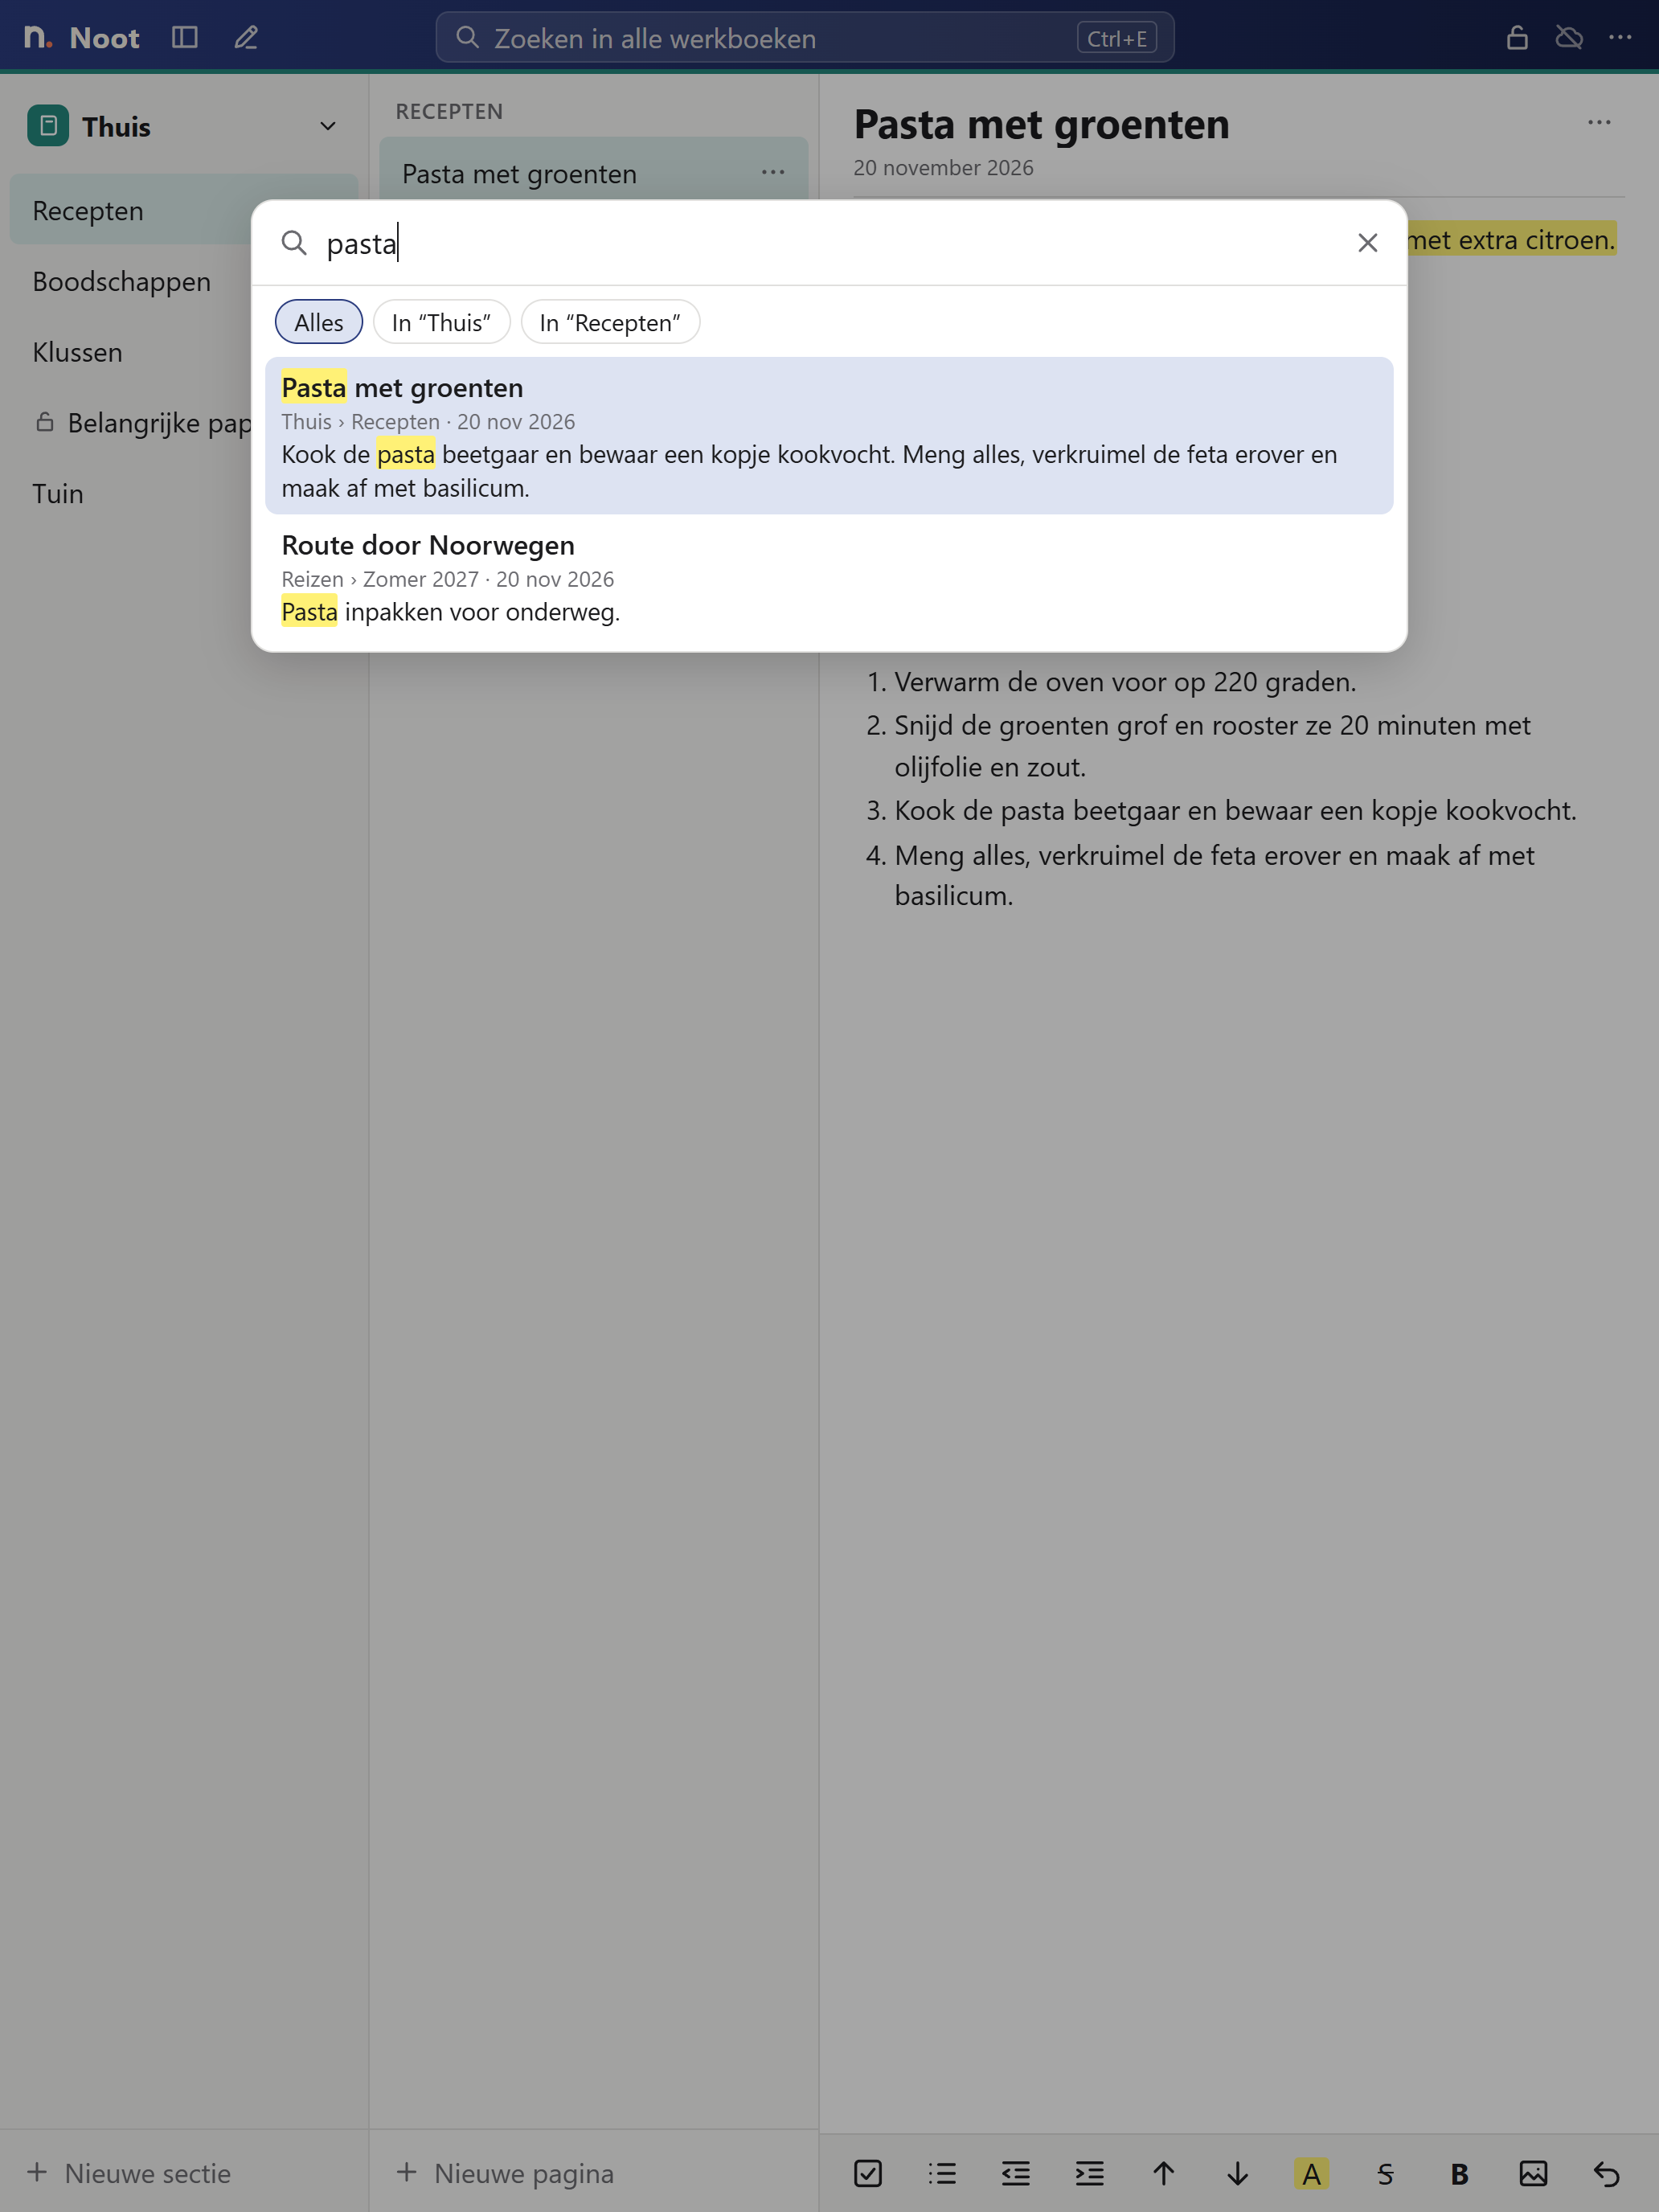 n. Noot
Zoeken in alle werkboeken
Ctrl+E
Thuis
Recepten
Boodschappen
Klussen
Belangrijke pap
Tuin
RECEPTEN
Pasta met groenten
Pasta met groenten
20 november 2026
met extra citroen.
pasta
Alles
In “Thuis”
In “Recepten”
Pasta met groenten
Thuis › Recepten · 20 nov 2026
Kook de pasta beetgaar en bewaar een kopje kookvocht. Meng alles, verkruimel de feta erover en
maak af met basilicum.
Route door Noorwegen
Reizen › Zomer 2027 · 20 nov 2026
Pasta inpakken voor onderweg.
1. Verwarm de oven voor op 220 graden.
2. Snijd de groenten grof en rooster ze 20 minuten met
olijfolie en zout.
3. Kook de pasta beetgaar en bewaar een kopje kookvocht.
4. Meng alles, verkruimel de feta erover en maak af met
basilicum.
Nieuwe sectie
Nieuwe pagina
A
S
B